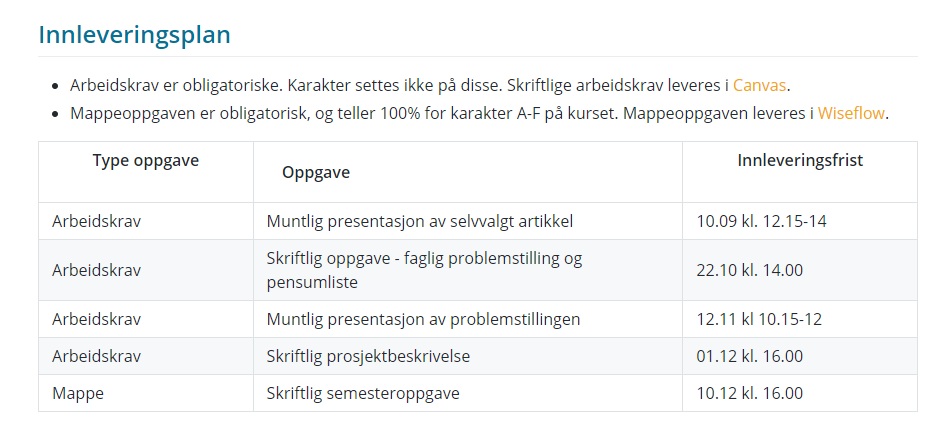 Innleveringsplan
• Arbeidskrav er obligatoriske. Karakter settes ikke på disse. Skriftlige arbeidskrav leveres i Canvas.
• Mappeoppgaven er obligatorisk, og teller 100% for karakter A-F på kurset. Mappeoppgaven leveres i Wiseflow.
Type oppgave Oppgave Innleveringsfrist
Arbeidskrav Muntlig presentasjon av selvvalgt artikkel 10.09 kl. 12.15-14
Arbeidskrav Skriftlig oppgave - faglig problemstilling og 22.10 kl. 14.00
pensumliste
Arbeidskrav Muntlig presentasjon av problemstillingen 12.11 kl 10.15-12
Arbeidskrav Skriftlig prosjektbeskrivelse 01.12 kl. 16.00
Mappe Skriftlig semesteroppgave 10.12 kl. 16.00